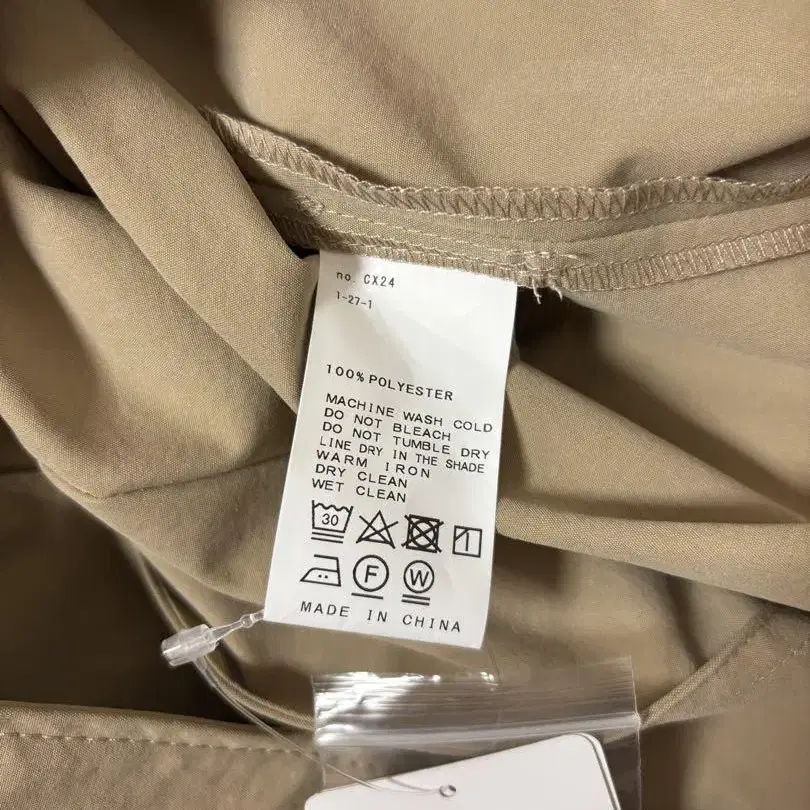 no. CX24
1-27-1
100% POLYESTER
MACHINE WASH COLD
DO NOT BLEACH
DO NOT TUMBLE DRY
LINE DRY IN THE SHADE
WARM IRON
DRY CLEAN
WET CLEAN
30
F W
MADE IN CHINA